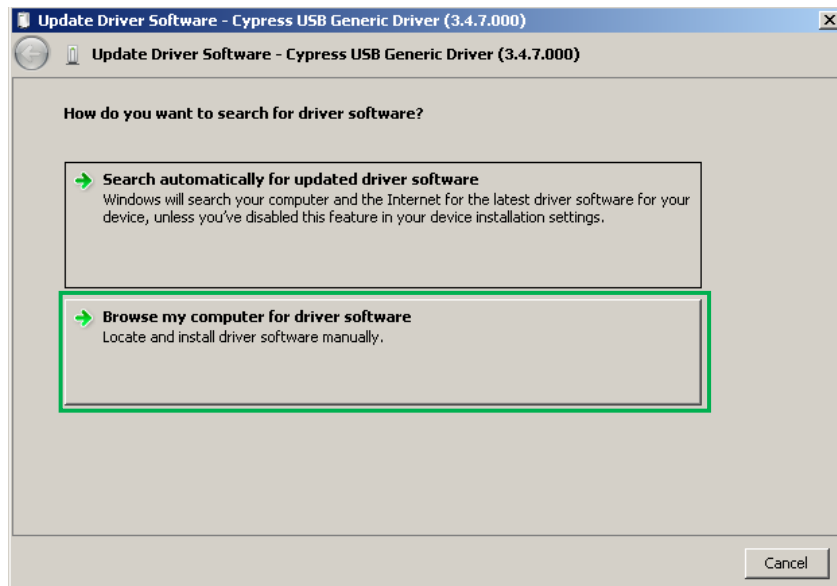 Update Driver Software - Cypress USB Generic Driver (3.4.7.000)
Update Driver Software - Cypress USB Generic Driver (3.4.7.000)
How do you want to search for driver software?
Search automatically for updated driver software
Windows will search your computer and the Internet for the latest driver software for your
device, unless you've disabled this feature in your device installation settings.
Browse my computer for driver software
Locate and install driver software manually.
Cancel